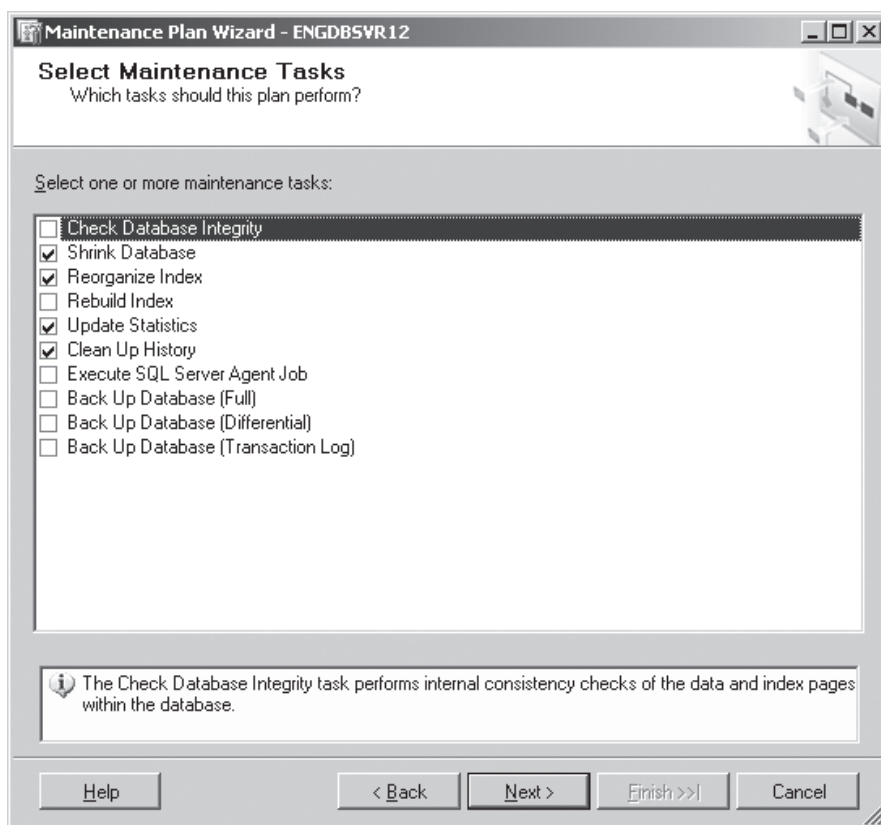 Maintenance Plan Wizard - ENGDBSVR12
Select Maintenance Tasks
Which tasks should this plan perform?
Select one or more maintenance tasks:
Check Database Integrity
Shrink Database
Reorganize Index
Rebuild Index
Update Statistics
Clean Up History
Execute SQL Server Agent Job
Back Up Database (Full)
Back Up Database (Differential)
Back Up Database (Transaction Log)
The Check Database Integrity task performs internal consistency checks of the data and index pages
within the database.
Help
< Back
Next >
Finish >>|
Cancel